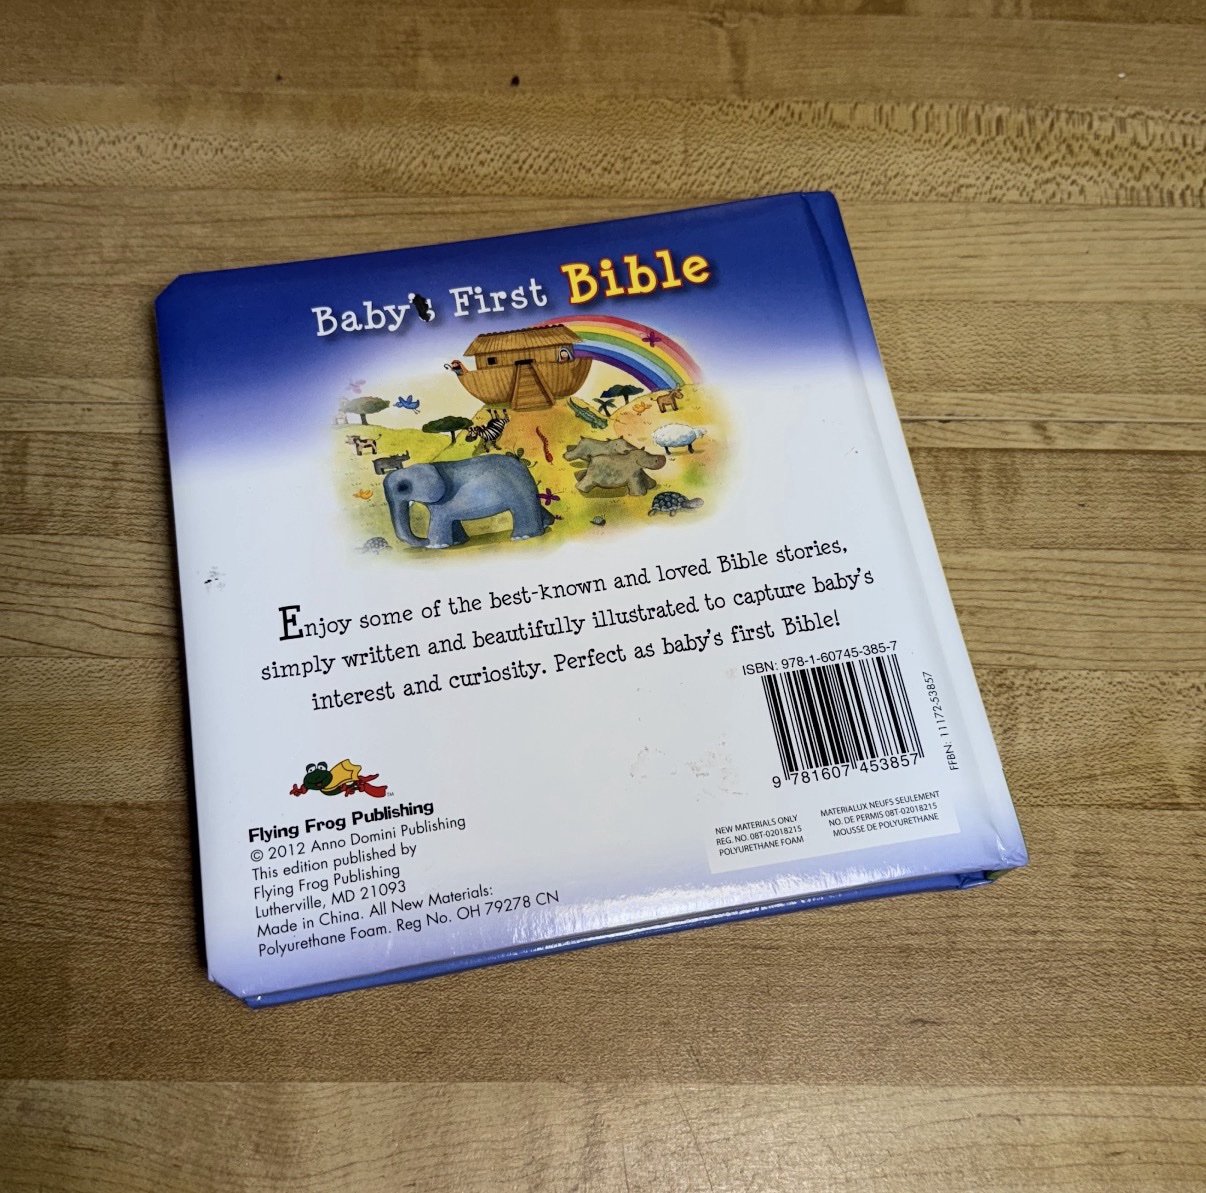 Baby's First Bible
Enjoy some of the best-known and loved Bible stories,
simply written and beautifully illustrated to capture baby's
interest and curiosity. Perfect as baby's first Bible!
ISBN: 978-1-60745-385-7
9 781607 453857
FFBN: 11172-53857
Flying Frog Publishing
© 2012 Anno Domini Publishing
This edition published by
Flying Frog Publishing
Lutherville, MD 21093
Made in China. All New Materials:
Polyurethane Foam. Reg No. OH 79278 CN
NEW MATERIALS ONLY
REG. NO. 08T-02018215
POLYURETHANE FOAM
MATERIALUX NEUFS SEULEMENT
NO. DE PERMIS 08T-02018215
MOUSSE DE POLYURETHANE